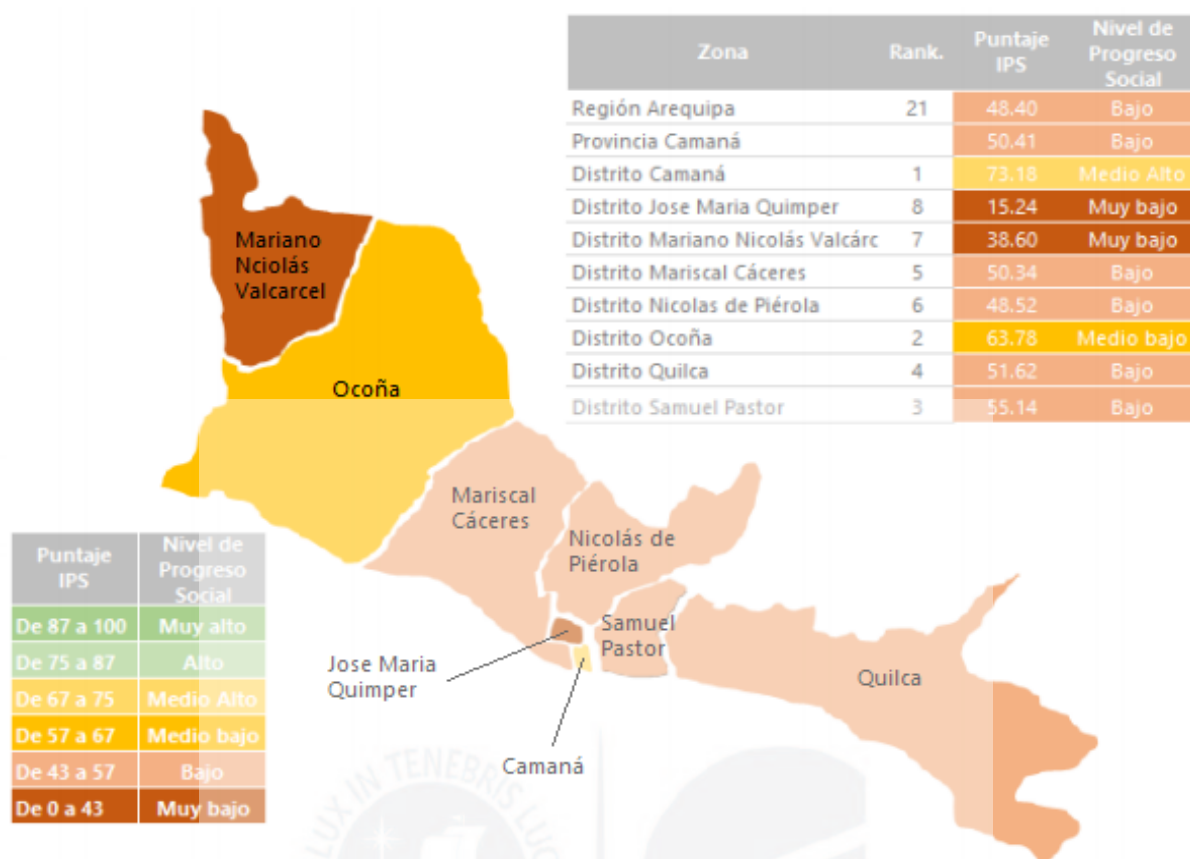 Zona Rank. Puntaje IPS Nivel de Progreso Social
Región Arequipa 21 48.40 Bajo
Provincia Camaná 50.41 Bajo
Distrito Camaná 1 73.18 Medio Alto
Distrito Jose Maria Quimper 8 15.24 Muy bajo
Distrito Mariano Nicolás Valcárc 7 38.60 Muy bajo
Distrito Mariscal Cáceres 5 50.34 Bajo
Distrito Nicolas de Piérola 6 48.52 Bajo
Distrito Ocoña 2 63.78 Medio bajo
Distrito Quilca 4 51.62 Bajo
Distrito Samuel Pastor 3 55.14 Bajo
Mariano
Nciolás
Valcarcel
Ocoña
Mariscal
Cáceres
Nicolás de
Piérola
Samuel
Pastor
Quilca
Jose Maria
Quimper
Camaná
Puntaje IPS Nivel de Progreso Social
De 87 a 100 Muy alto
De 75 a 87 Alto
De 67 a 75 Medio Alto
De 57 a 67 Medio bajo
De 43 a 57 Bajo
De 0 a 43 Muy bajo
LUX IN TENEBRIS LUC